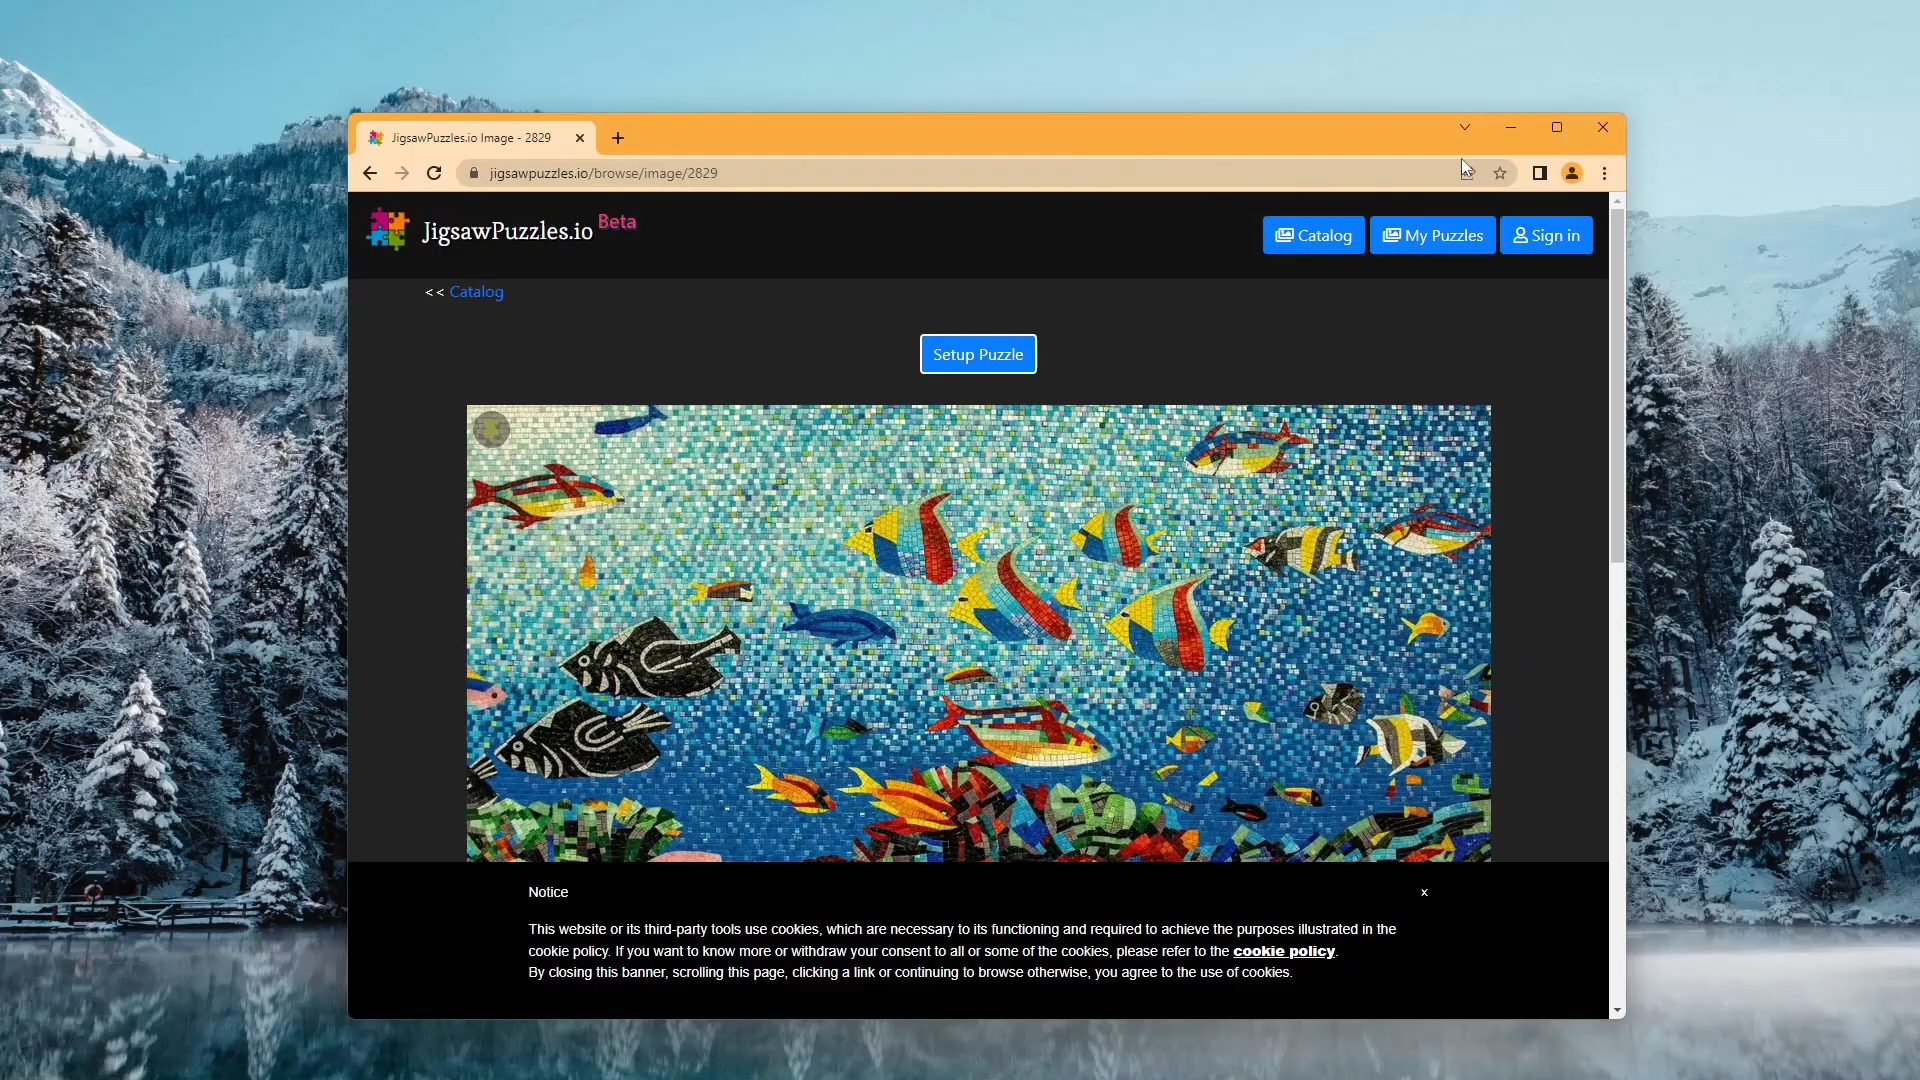 JigsawPuzzles.io Image - 2829
jigsawpuzzles.io/browse/image/2829
JigsawPuzzles.io Beta
Catalog
My Puzzles
Sign in
<< Catalog
Setup Puzzle
Notice
x
This website or its third-party tools use cookies, which are necessary to its functioning and required to achieve the purposes illustrated in the
cookie policy. If you want to know more or withdraw your consent to all or some of the cookies, please refer to the cookie policy.
By closing this banner, scrolling this page, clicking a link or continuing to browse otherwise, you agree to the use of cookies.